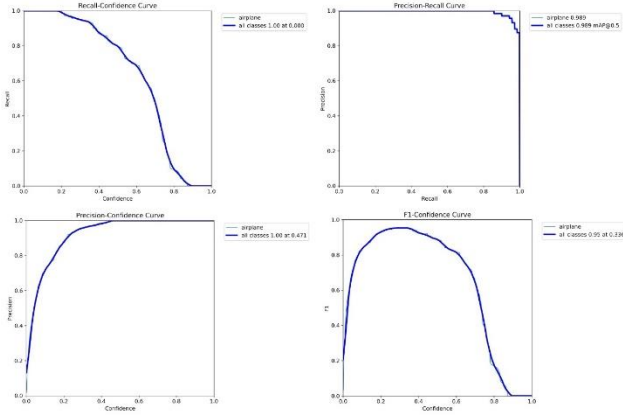 Recall-Confidence Curve
airplane
all classes 1.00 at 0.000
Recall
1.0
0.8
0.6
0.4
0.2
0.0
0.0 0.2 0.4 0.6 0.8 1.0
Confidence
Precision-Recall Curve
airplane 0.989
all classes 0.989 mAP@0.5
Precision
1.0
0.8
0.6
0.4
0.2
0.0
0.0 0.2 0.4 0.6 0.8 1.0
Recall
Precision-Confidence Curve
airplane
all classes 1.00 at 0.471
Precision
1.0
0.8
0.6
0.4
0.2
0.0
0.0 0.2 0.4 0.6 0.8 1.0
Confidence
F1-Confidence Curve
airplane
all classes 0.95 at 0.336
F1
1.0
0.8
0.6
0.4
0.2
0.0
0.0 0.2 0.4 0.6 0.8 1.0
Confidence